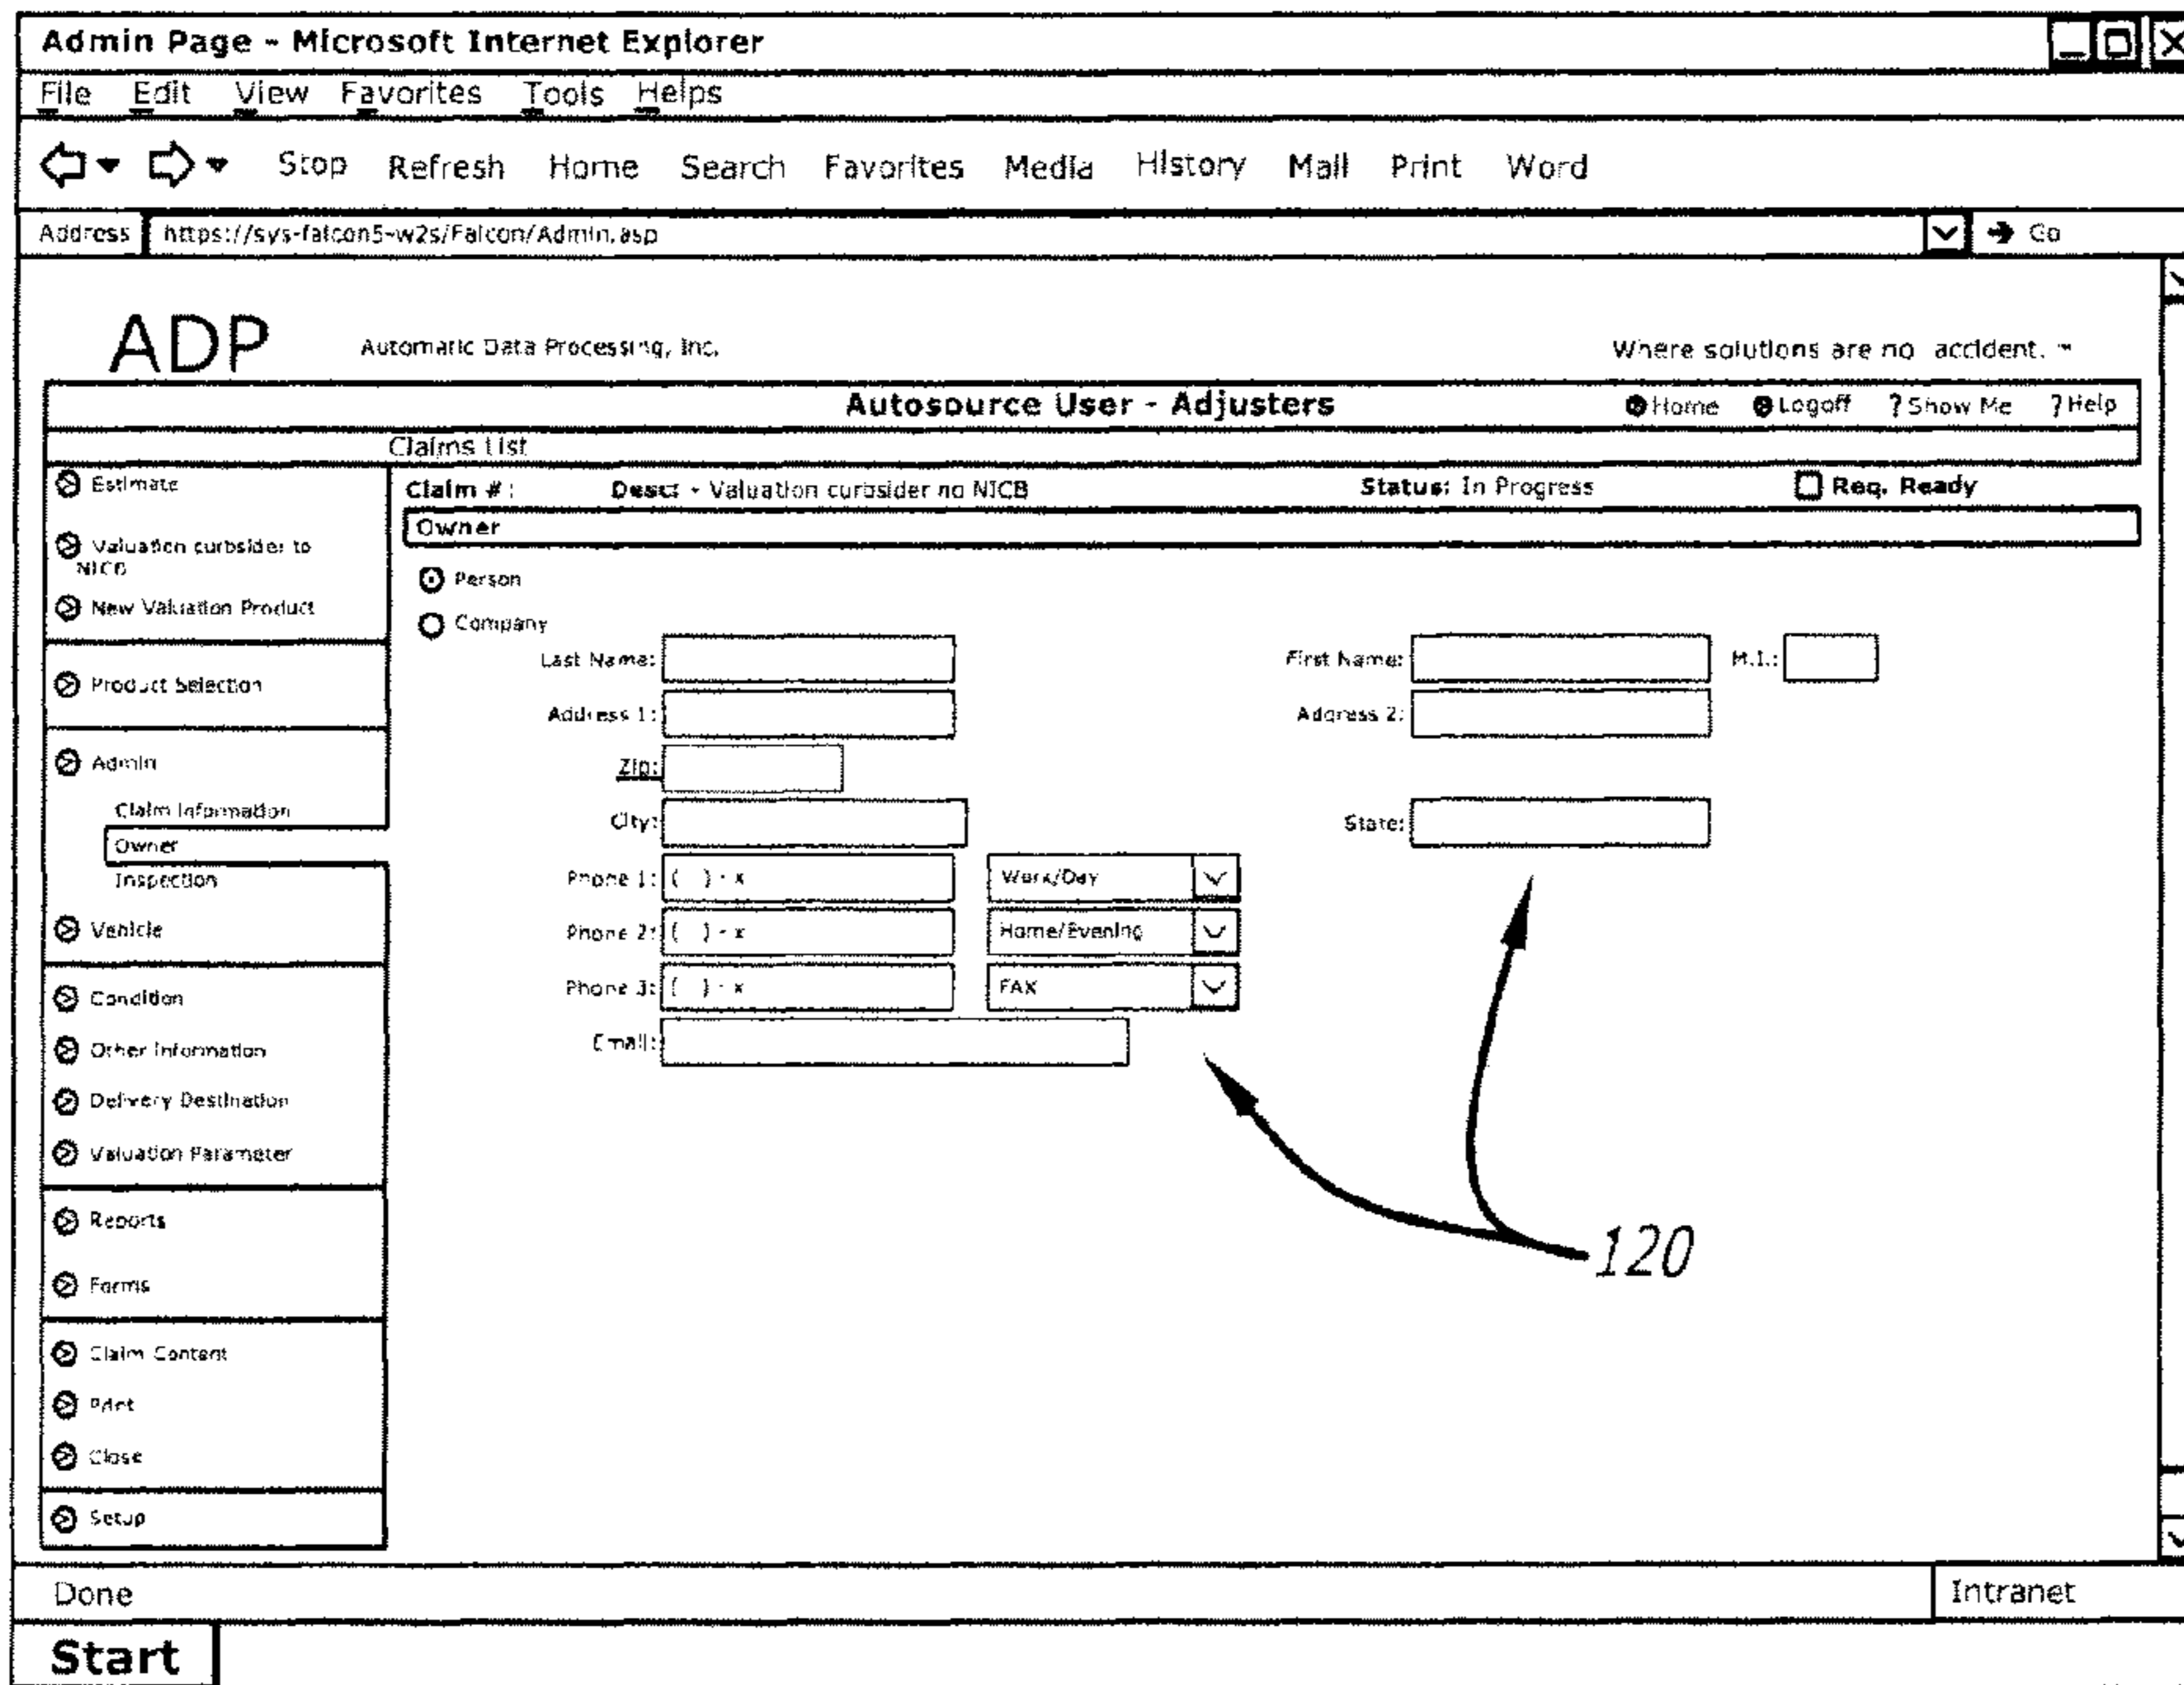 Admin Page - Microsoft Internet Explorer
File Edit View Favorites Tools Helps
Stop Refresh Home Search Favorites Media History Mail Print Word
Address https://sys-falcon5-w2s/Falcon/Admin.asp Go
ADP Automatic Data Processing, Inc. Where solutions are no accident. ™
Autosource User - Adjusters Home Logoff ? Show Me ? Help
Claims List
Estimate
Claim #: Descr - Valuation curbsider no NICB Status: In Progress Req. Ready
Owner
Valuation curbsider to
NICB
Person
New Valuation Product
Company
Last Name: First Name: M.I.:
Product Selection
Address 1: Address 2:
Admin
Zip:
Claim Information
City: State:
Owner
Inspection
Phone 1: ( ) - x Work/Day
Vehicle
Phone 2: ( ) - x Home/Evening
Condition
Phone 3: ( ) - x FAX
Other Information
Email:
Delivery Destination
Valuation Parameter
Reports
120
Forms
Claim Content
Print
Close
Setup
Done Intranet
Start